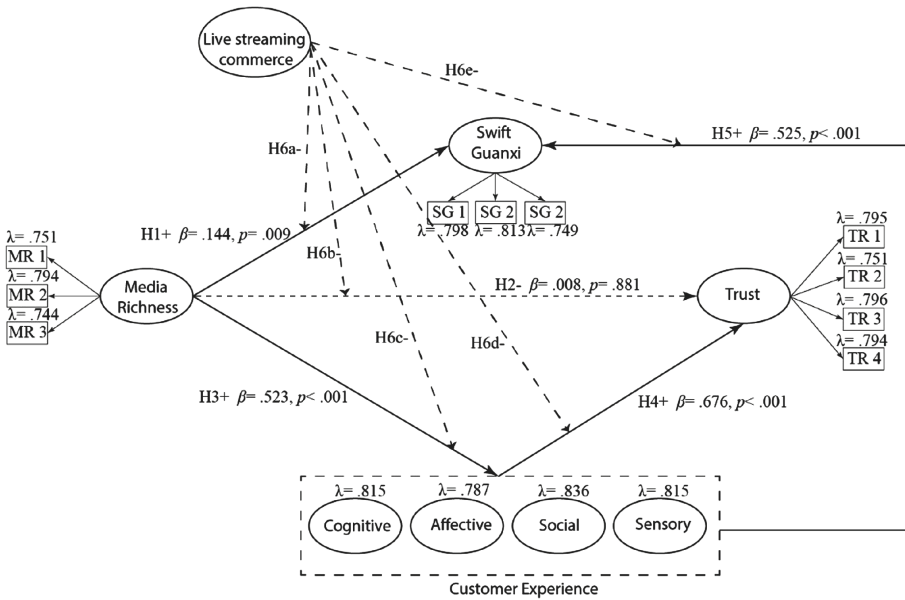 Live streaming
commerce
H6e-
Swift
Guanxi
H5+ β= .525, p< .001
H6a-
SG 1 SG 2 SG 2
λ= .798 λ= .813 λ= .749
H1+ β= .144, p= .009
λ= .751
MR 1
λ= .794
MR 2
λ= .744
MR 3
Media
Richness
H6b-
H2- β= .008, p= .881
Trust
λ= .795
TR 1
λ= .751
TR 2
λ= .796
TR 3
λ= .794
TR 4
H6c-
H6d-
H3+ β= .523, p< .001
H4+ β= .676, p< .001
λ= .815 λ= .787 λ= .836 λ= .815
Cognitive Affective Social Sensory
Customer Experience